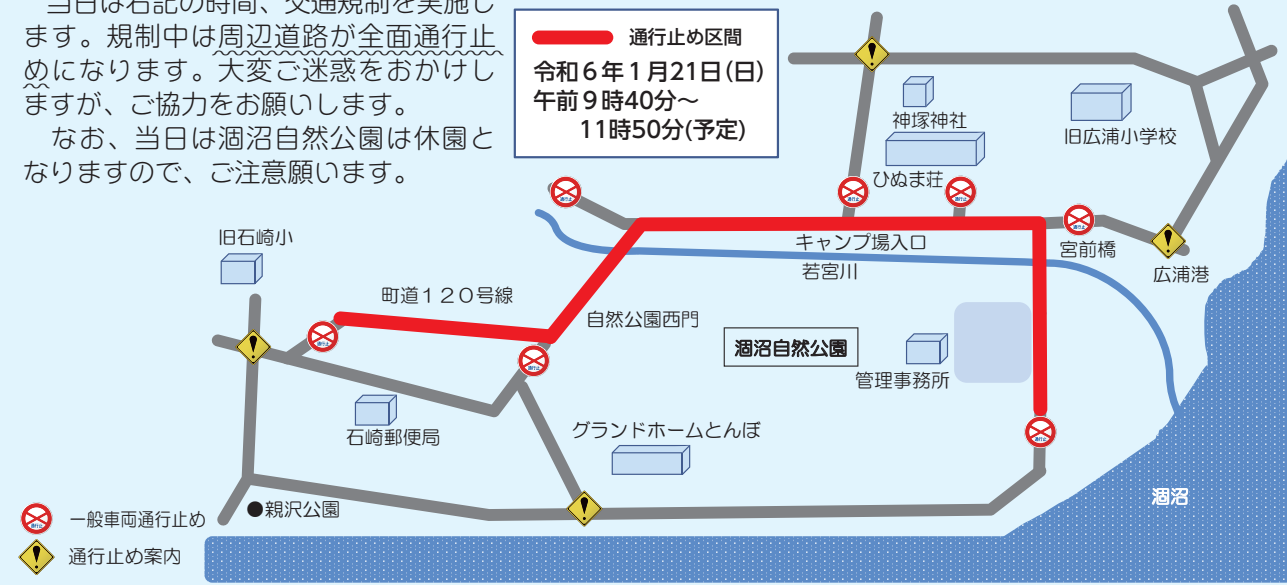 当日は右記の時間、交通規制を実施し
ます。規制中は周辺道路が全面通行止
めになります。大変ご迷惑をおかけし
ますが、ご協力をお願いします。
なお、当日は涸沼自然公園は休園と
なりますので、ご注意願います。
通行止め区間
令和6年1月21日(日)
午前9時40分～
11時50分(予定)
神塚神社
旧広浦小学校
ひぬま荘
キャンプ場入口
宮前橋
若宮川
広浦港
旧石崎小
町道120号線
自然公園西門
涸沼自然公園
管理事務所
石崎郵便局
グランドホームとんぼ
涸沼
●親沢公園
一般車両通行止め
通行止め案内